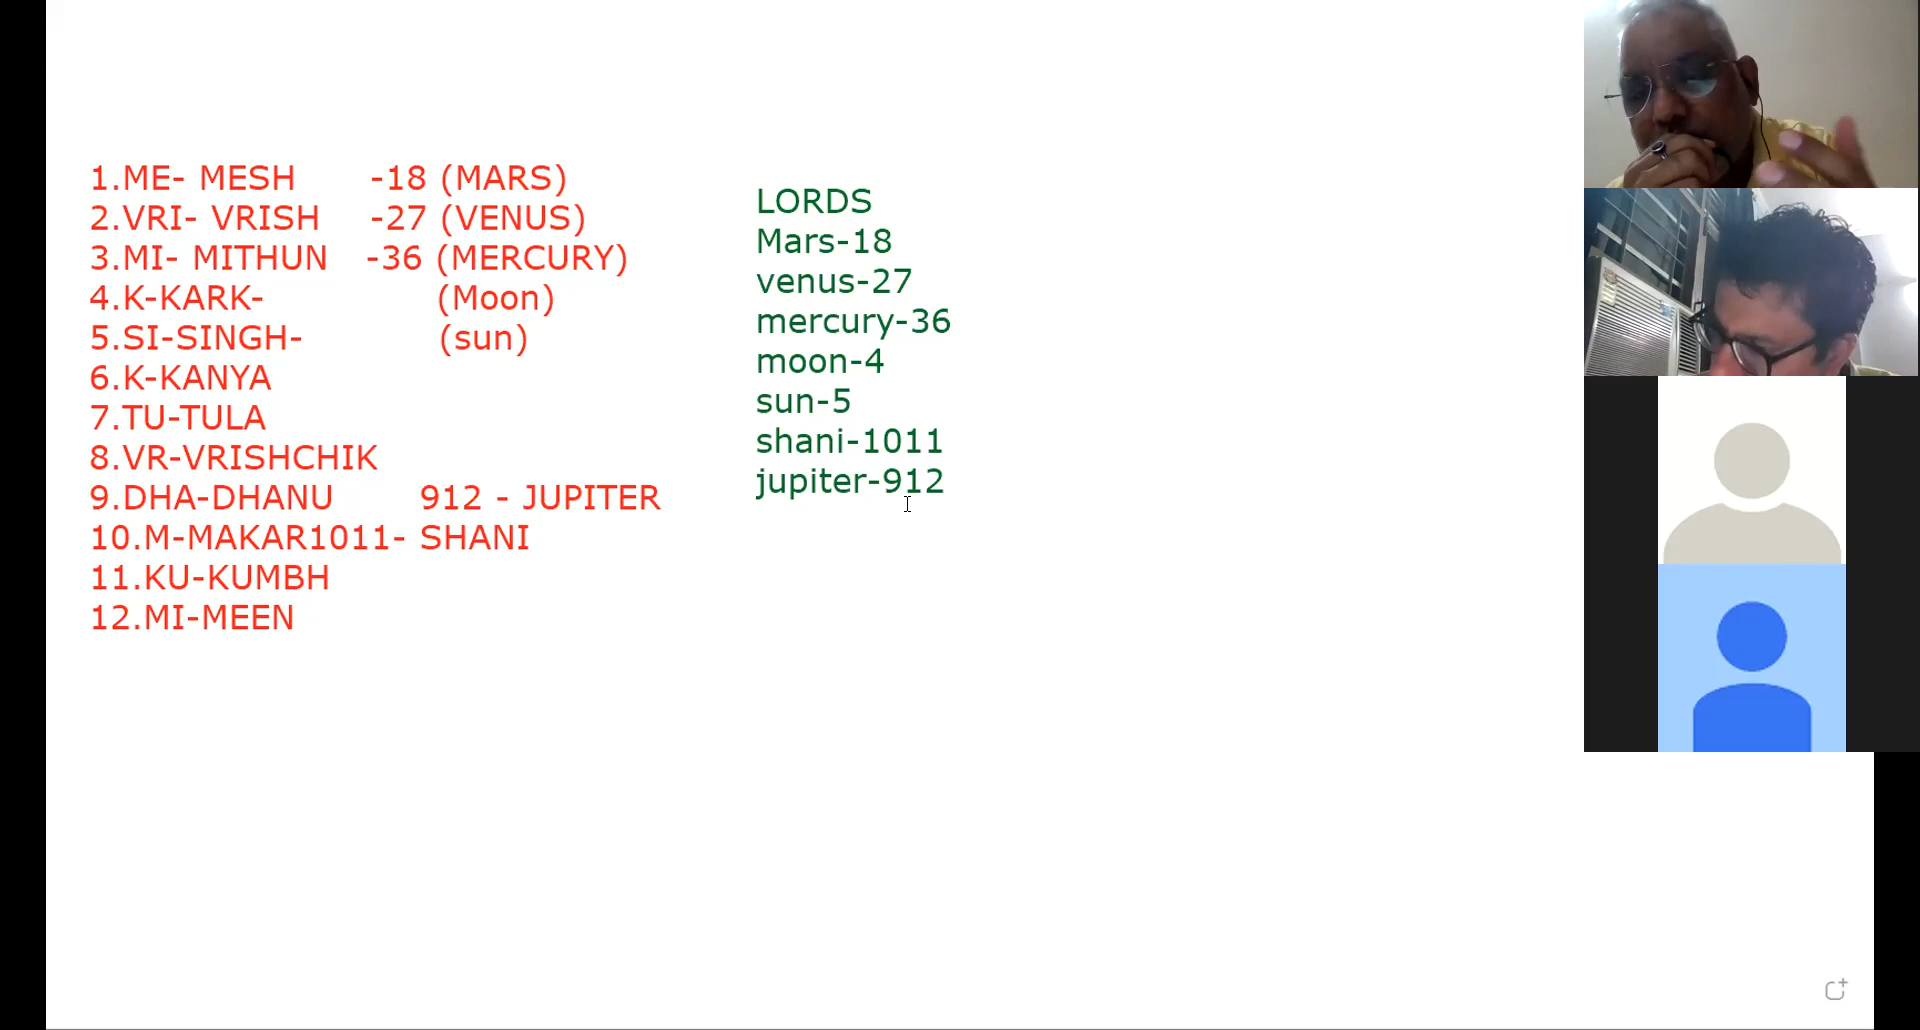 1.ME- MESH -18 (MARS)
2.VRI- VRISH -27 (VENUS)
3.MI- MITHUN -36 (MERCURY)
4.K-KARK- (Moon)
5.SI-SINGH- (sun)
6.K-KANYA
7.TU-TULA
8.VR-VRISHCHIK
9.DHA-DHANU 912 - JUPITER
10.M-MAKAR1011- SHANI
11.KU-KUMBH
12.MI-MEEN
LORDS
Mars-18
venus-27
mercury-36
moon-4
sun-5
shani-1011
jupiter-912